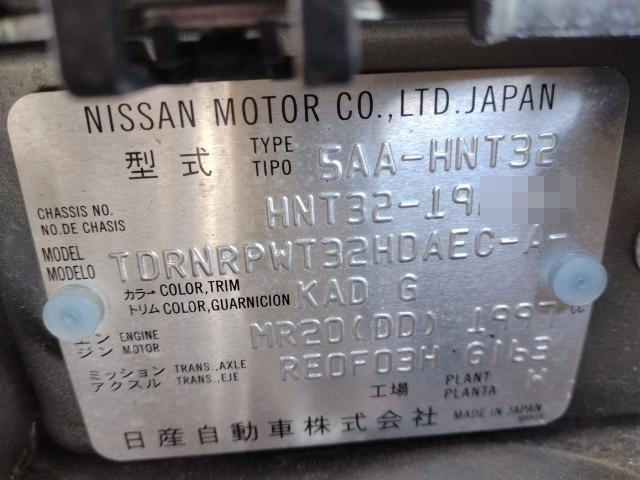 NISSAN MOTOR CO.,LTD.JAPAN
型式 TYPE TIPO 5AA-HNT32
CHASSIS NO. NO.DE CHASIS HNT32-19
MODEL MODELO TDRNRPWT32HDAEC-A-
カラー COLOR,TRIM トリム COLOR,GUARNICION KAD G
エンジン ENGINE MOTOR MR20(DD) 1997 cc
ミッション TRANS.,AXLE アクスル TRANS.,EJE RE0F03H G163
工場 PLANT PLANTA W
日産自動車株式会社 MADE IN JAPAN